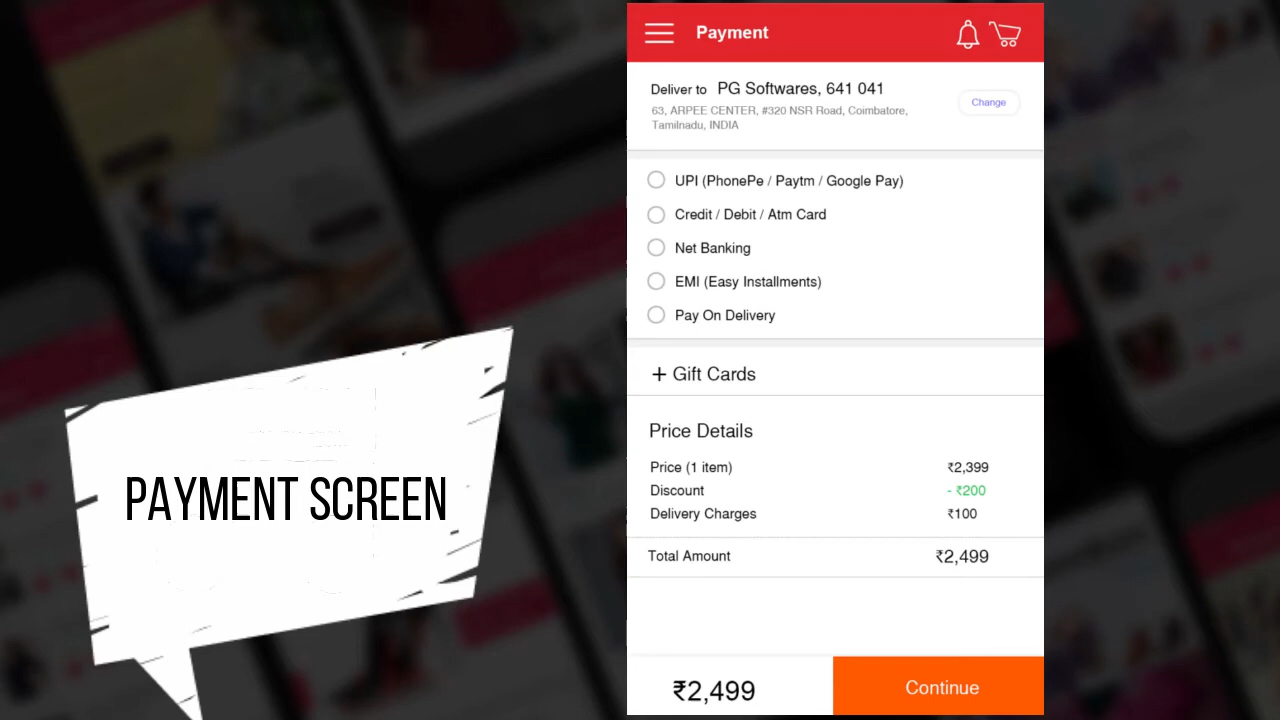 Payment
Deliver to PG Softwares, 641 041
63, ARPEE CENTER, #320 NSR Road, Coimbatore,
Tamilnadu, INDIA
Change
UPI (PhonePe / Paytm / Google Pay)
Credit / Debit / Atm Card
Net Banking
EMI (Easy Installments)
Pay On Delivery
+ Gift Cards
Price Details
Price (1 item) ₹2,399
Discount - ₹200
Delivery Charges ₹100
Total Amount ₹2,499
₹2,499 Continue
PAYMENT SCREEN